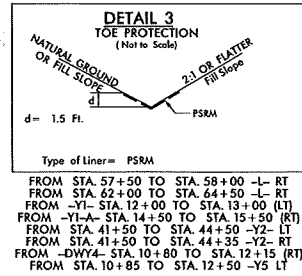 DETAIL 3
TOE PROTECTION
( Not to Scale)
NATURAL GROUND
OR FILL SLOPE
2:1 OR FLATTER
Fill Slope
d
PSRM
d= 1.5 Ft.
Type of Liner= PSRM
FROM STA. 57+50 TO STA. 58+00 -L- RT
FROM STA. 62+00 TO STA. 64+50 -L- RT
FROM -Y1- STA. 12+00 TO STA. 13+00 (LT)
FROM -Y1-A- STA. 14+50 TO STA. 15+50 (RT)
FROM STA. 41+50 TO STA. 44+50 -Y2- LT
FROM STA. 41+50 TO STA. 44+35 -Y2- RT
FROM -DWY4- STA. 10+80 TO STA. 12+15 (RT)
FROM STA. 10+85 TO STA. 12+50 -Y5 LT